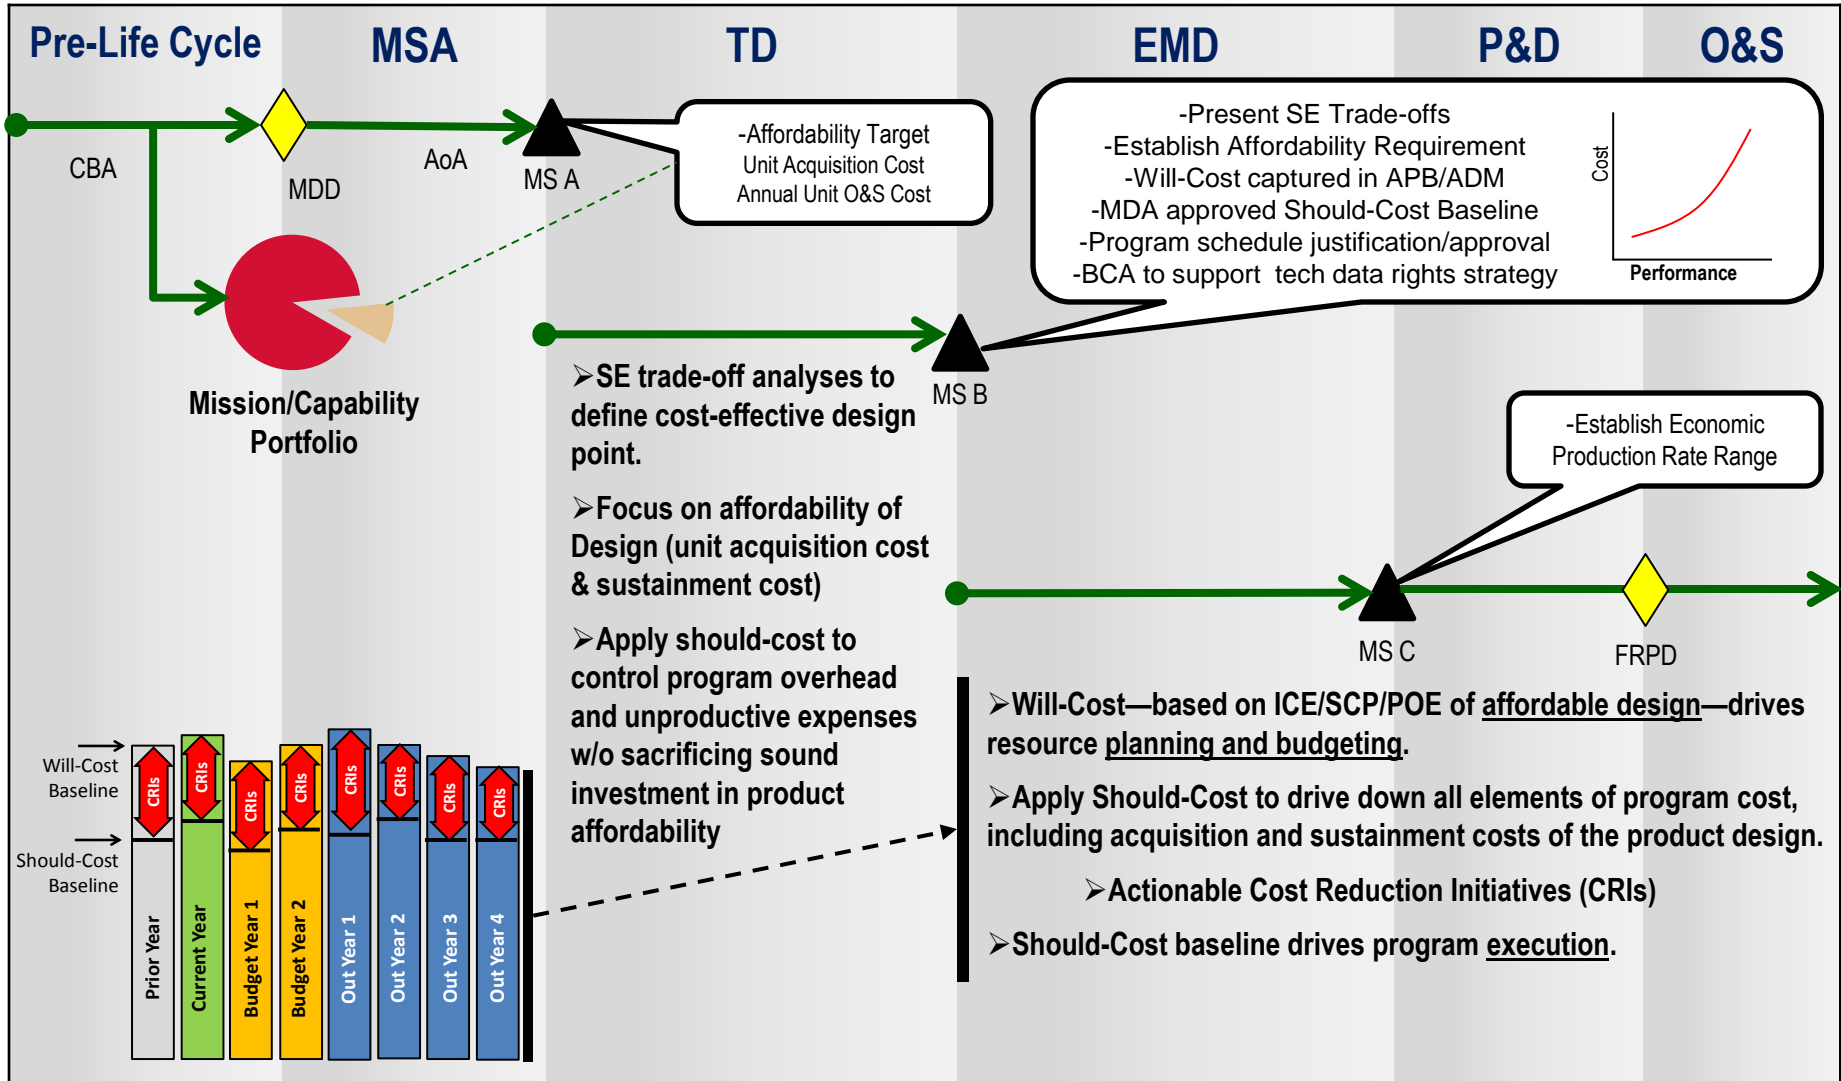 Pre-Life Cycle
MSA
TD
EMD
P&D
O&S
CBA
MDD
AoA
MS A
-Affordability Target
Unit Acquisition Cost
Annual Unit O&S Cost
-Present SE Trade-offs
-Establish Affordability Requirement
-Will-Cost captured in APB/ADM
-MDA approved Should-Cost Baseline
-Program schedule justification/approval
-BCA to support tech data rights strategy
Cost
Performance
Mission/Capability
Portfolio
MS B
➢SE trade-off analyses to
define cost-effective design
point.
➢Focus on affordability of
Design (unit acquisition cost
& sustainment cost)
➢Apply should-cost to
control program overhead
and unproductive expenses
w/o sacrificing sound
investment in product
affordability
-Establish Economic
Production Rate Range
MS C
FRPD
➢Will-Cost—based on ICE/SCP/POE of affordable design—drives
resource planning and budgeting.
➢Apply Should-Cost to drive down all elements of program cost,
including acquisition and sustainment costs of the product design.
➢Actionable Cost Reduction Initiatives (CRIs)
➢Should-Cost baseline drives program execution.
Will-Cost
Baseline
Should-Cost
Baseline
CRIs
CRIs
CRIs
CRIs
CRIs
CRIs
CRIs
CRIs
Prior Year
Current Year
Budget Year 1
Budget Year 2
Out Year 1
Out Year 2
Out Year 3
Out Year 4